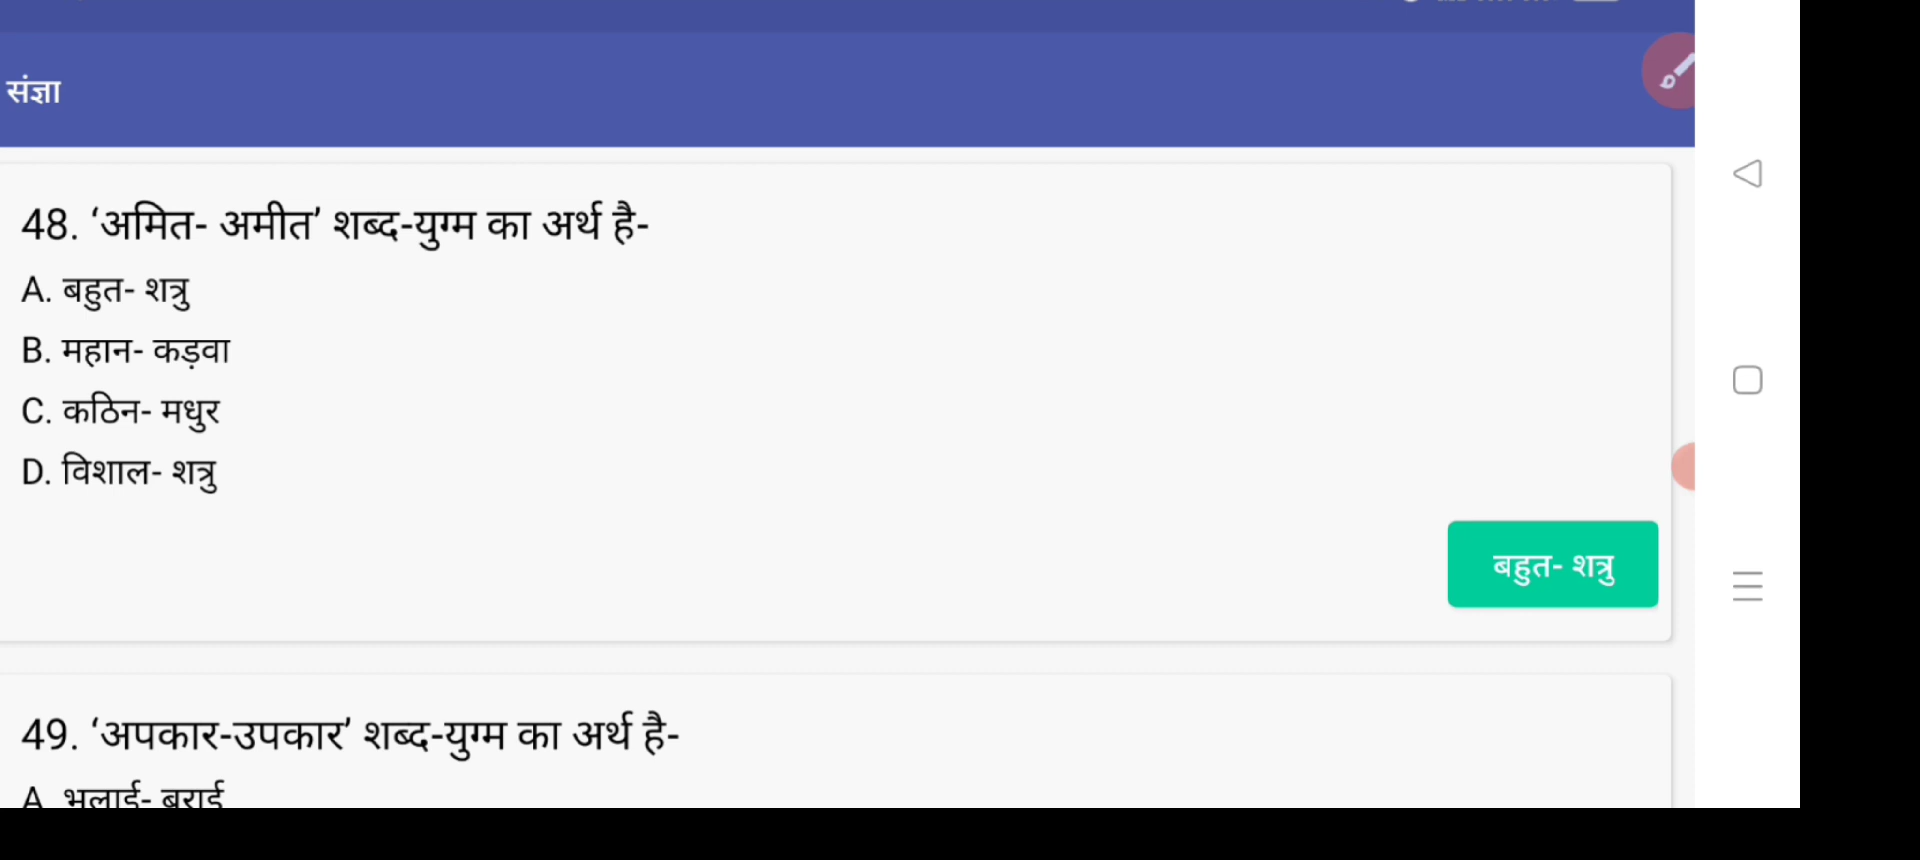 संज्ञा
48. ‘अमित- अमीत’ शब्द-युग्म का अर्थ है-
A. बहुत- शत्रु
B. महान- कड़वा
C. कठिन- मधुर
D. विशाल- शत्रु
बहुत- शत्रु
49. ‘अपकार-उपकार’ शब्द-युग्म का अर्थ है-
A. भलाई- बुराई